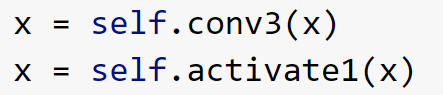 x = self.conv3(x)
x = self.activate1(x)